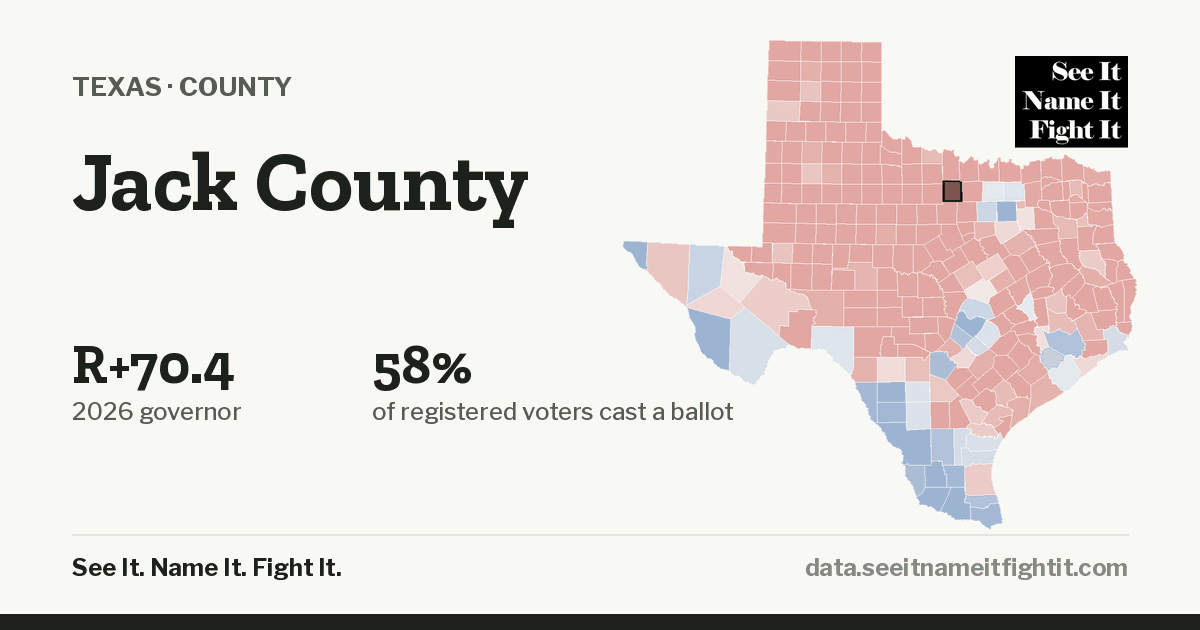 TEXAS · COUNTY
See It
Name It
Fight It
Jack County
R+70.4
2026 governor
58%
of registered voters cast a ballot
See It. Name It. Fight It.
data.seeitnameitfightit.com